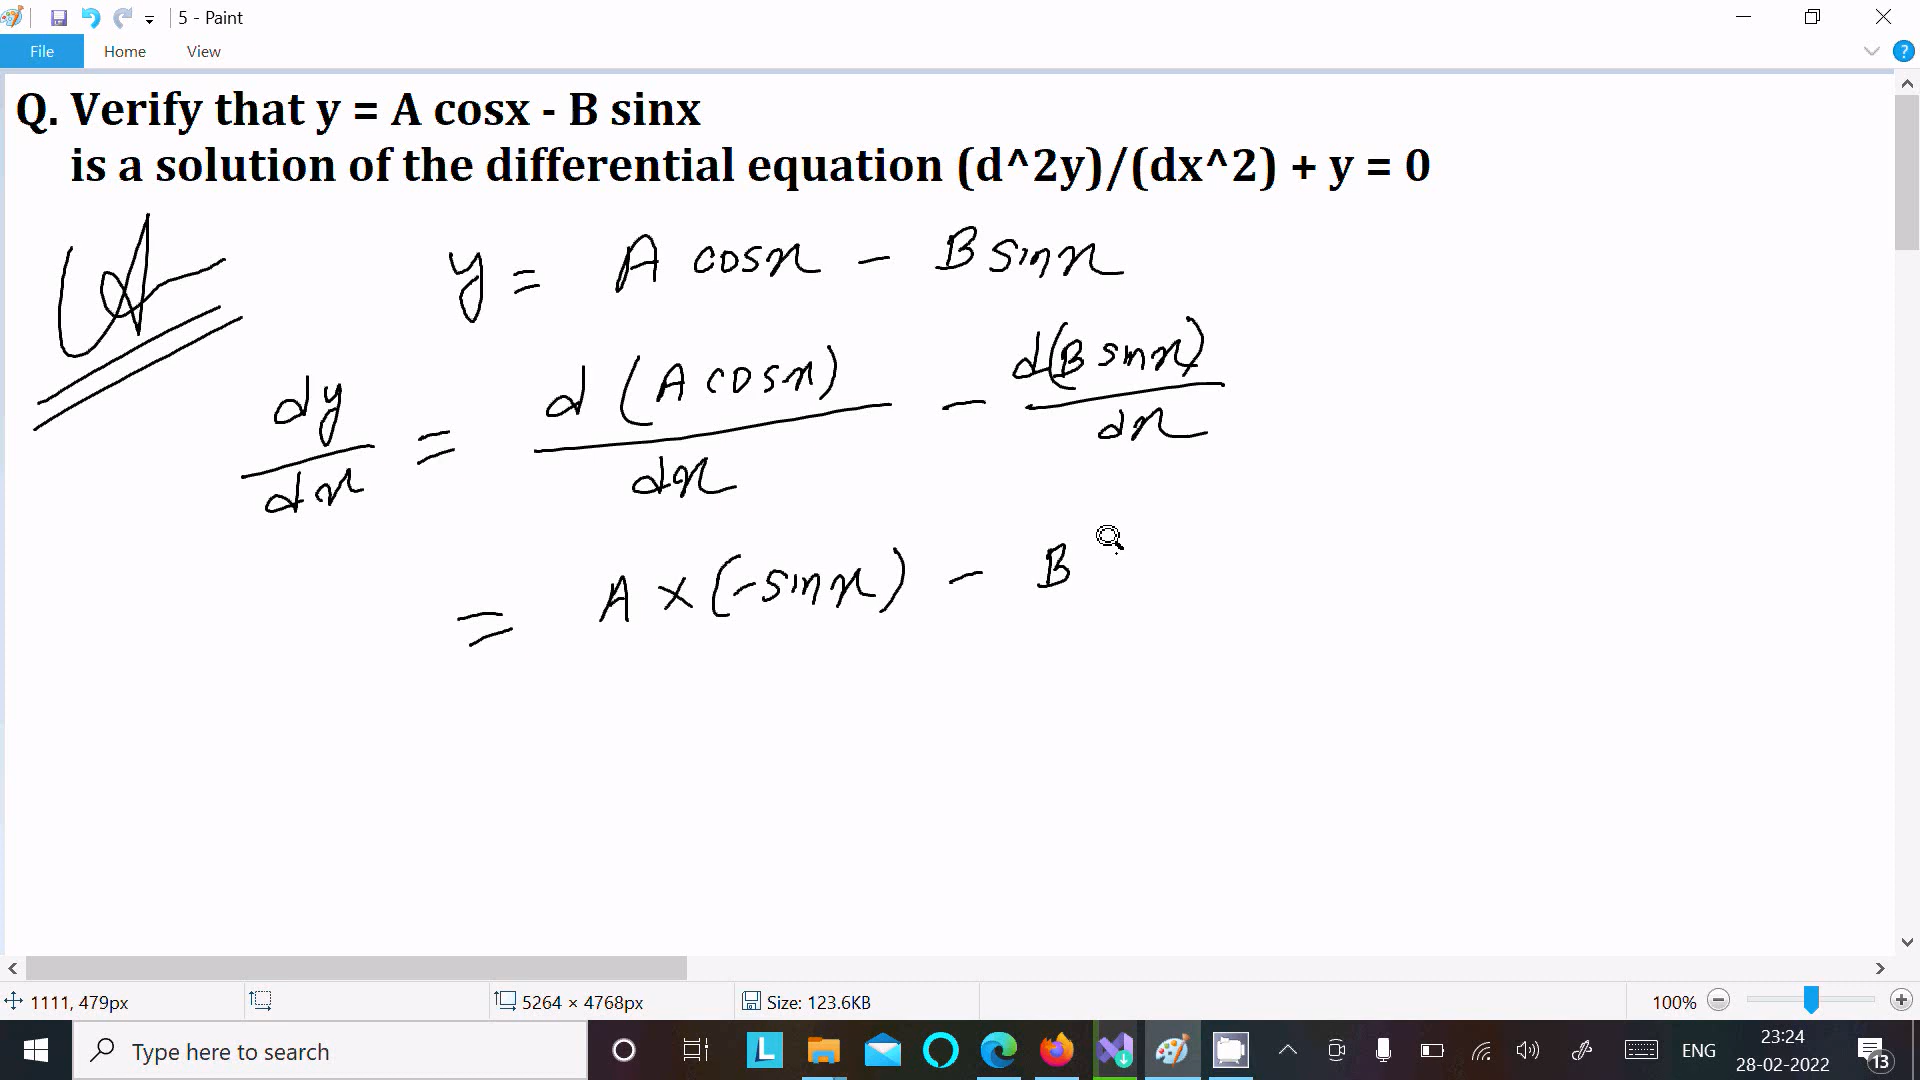 5 - Paint
File Home View
Q. Verify that y = A cosx - B sinx
is a solution of the differential equation (d^2y)/(dx^2) + y = 0
y = A cosx - B sinx
dy/dx = d(A cosx)/dx - d(B sinx)/dx
= A × (-sinx) - B
1111, 479px 5264 × 4768px Size: 123.6KB 100%
Type here to search
L
ENG
23:24
28-02-2022
13